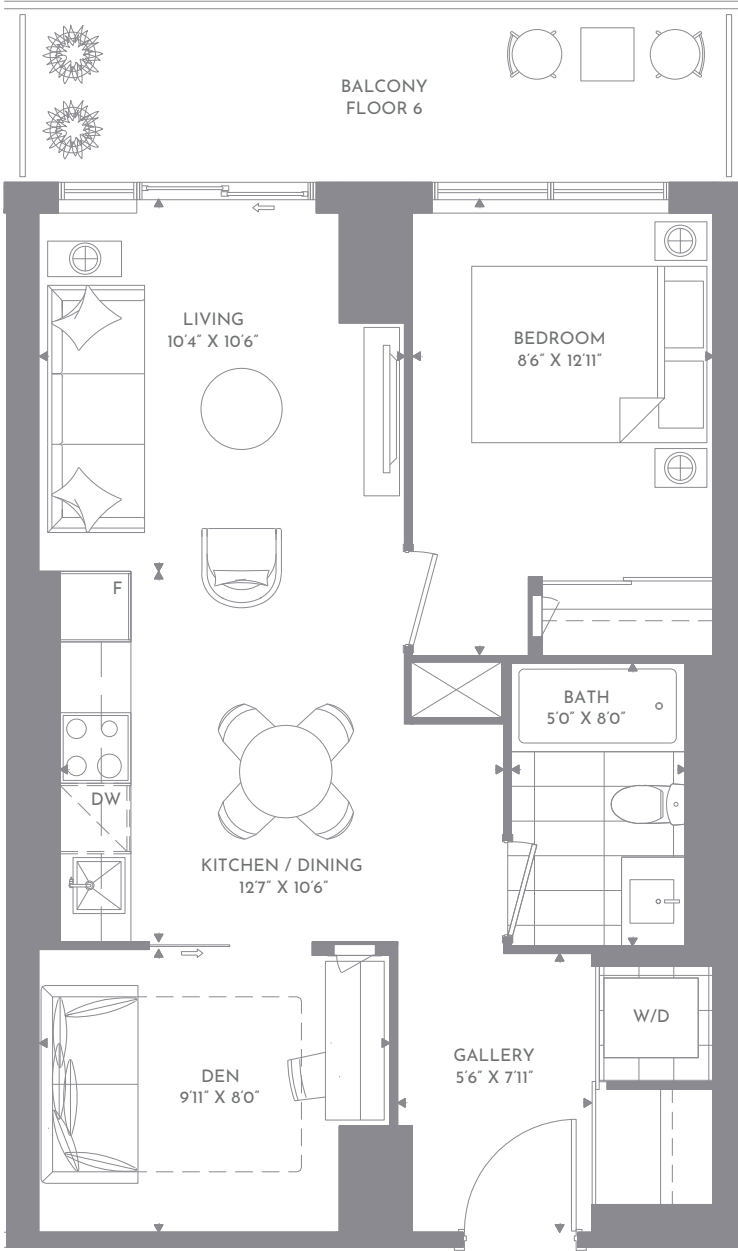 BALCONY
FLOOR 6
LIVING
10'4" X 10'6"
BEDROOM
8'6" X 12'11"
F
BATH
5'0" X 8'0"
DW
KITCHEN / DINING
12'7" X 10'6"
W/D
GALLERY
5'6" X 7'11"
DEN
9'11" X 8'0"